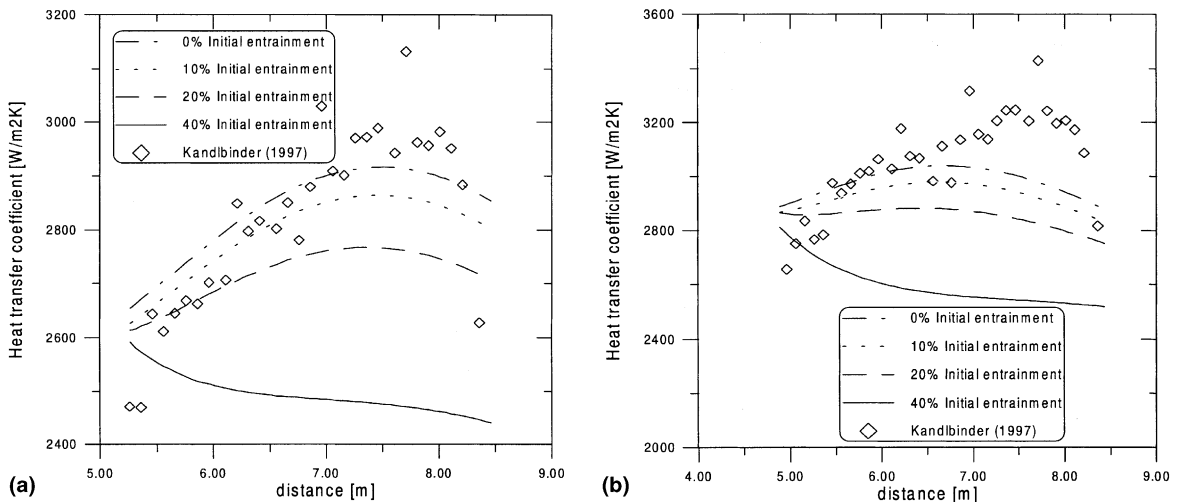 3200
3000
2800
2600
2400
Heat transfer coefficient [W/m2K]
0% Initial entrainment
10% Initial entrainment
20% Initial entrainment
40% Initial entrainment
Kandlbinder (1997)
5.00 6.00 7.00 8.00 9.00
distance [m]
(a)
3600
3200
2800
2400
2000
Heat transfer coefficient [W/m2K]
0% Initial entrainment
10% Initial entrainment
20% Initial entrainment
40% Initial entrainment
Kandlbinder (1997)
4.00 5.00 6.00 7.00 8.00 9.00
distance [m]
(b)